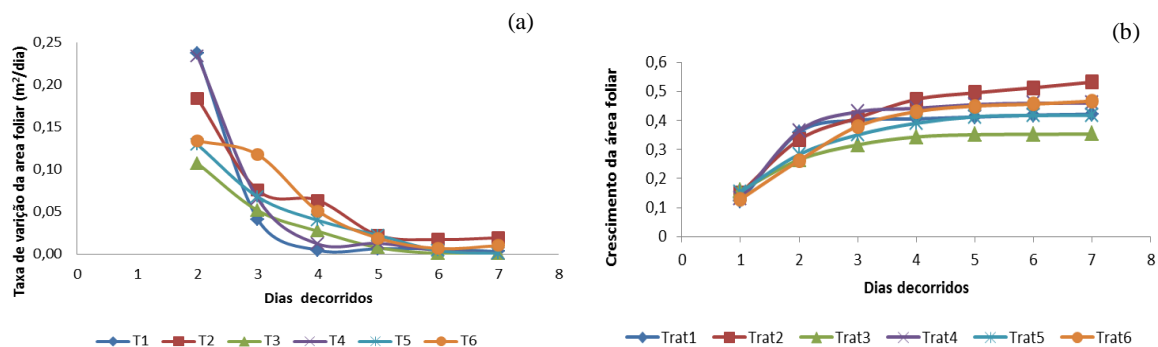 (a)
Taxa de varição da area foliar (m²/dia)
0,25
0,20
0,15
0,10
0,05
0,00
0 1 2 3 4 5 6 7 8
Dias decorridos
T1 T2 T3 T4 T5 T6
(b)
Crescimento da área foliar
0,6
0,5
0,4
0,3
0,2
0,1
0
0 1 2 3 4 5 6 7 8
Dias decorridos
Trat1 Trat2 Trat3 Trat4 Trat5 Trat6